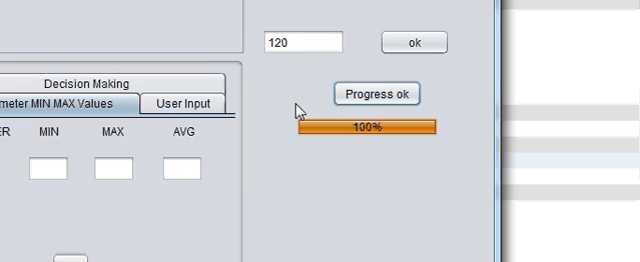 120
ok
Decision Making
Progress ok
meter MIN MAX Values
User Input
100%
ER
MIN
MAX
AVG